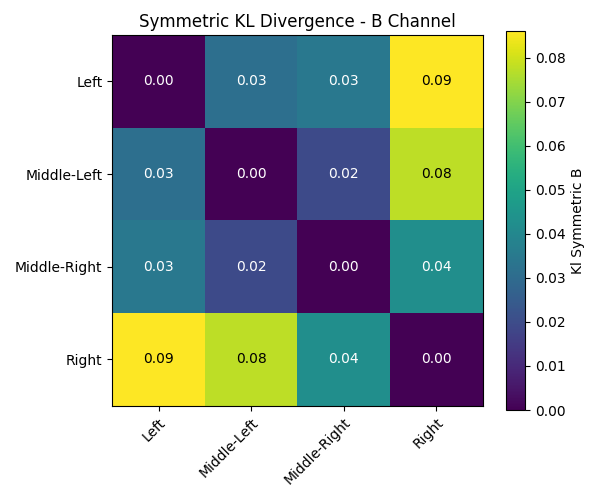 Symmetric KL Divergence - B Channel
Left
0.00 0.03 0.03 0.09
Middle-Left
0.03 0.00 0.02 0.08
Middle-Right
0.03 0.02 0.00 0.04
Right
0.09 0.08 0.04 0.00
Left
Middle-Left
Middle-Right
Right
0.08
0.07
0.06
0.05
0.04
0.03
0.02
0.01
0.00
Kl Symmetric B